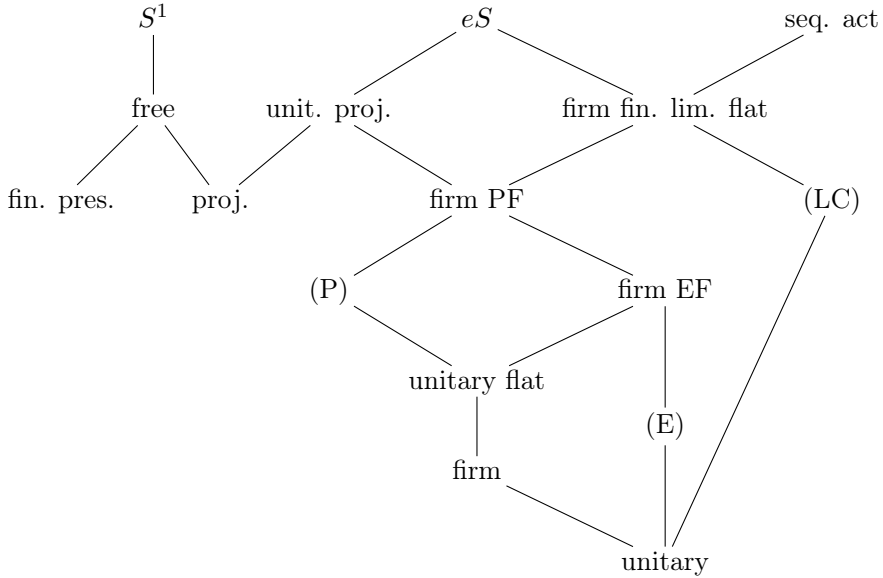 S¹ eS seq. act
free unit. proj. firm fin. lim. flat
fin. pres. proj. firm PF (LC)
(P) firm EF
unitary flat
(E)
firm
unitary